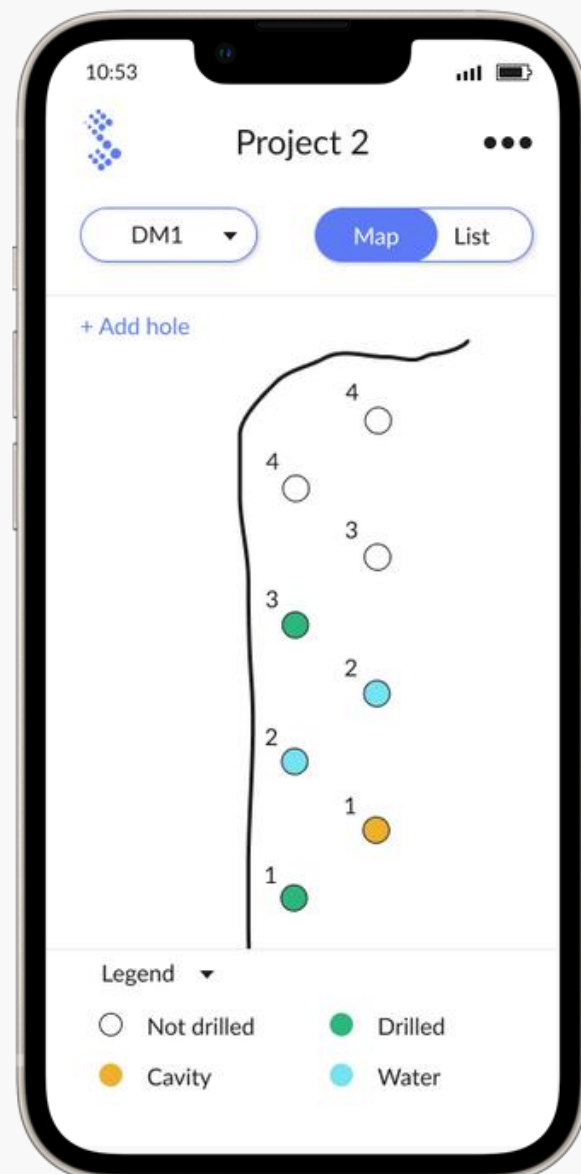 10:53
Project 2
DM1
Map List
+ Add hole
4
4
3
3
2
2
1
1
Legend
Not drilled Drilled
Cavity Water